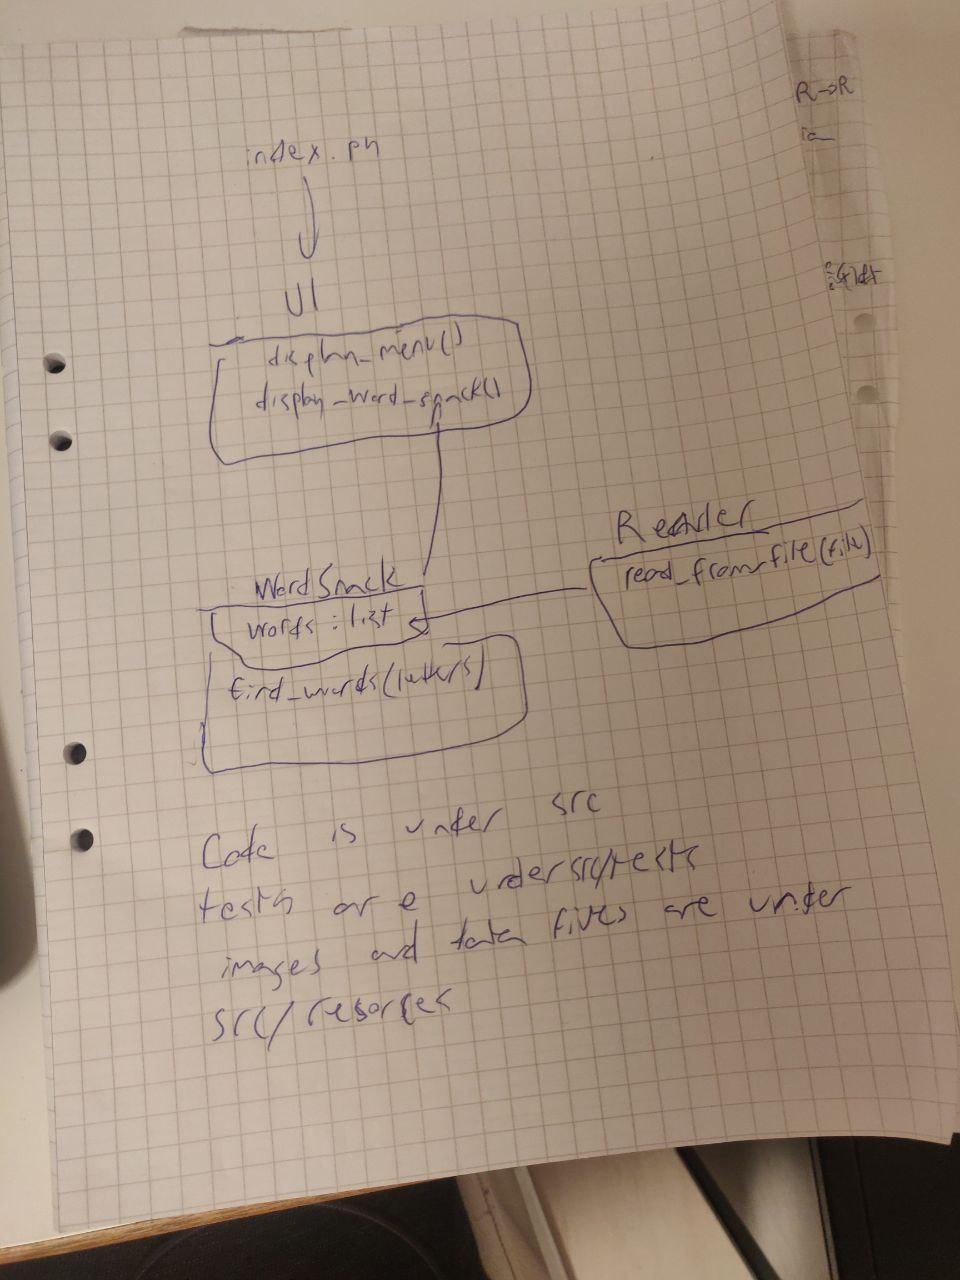 index.ph
UI
display_menu()
display_word_snack()
Reader
read_from_file(file)
WordSnack
words : list
find_words(letters)
Code is under src
tests are under src/tests
images and data files are under
src/resorces
R→R